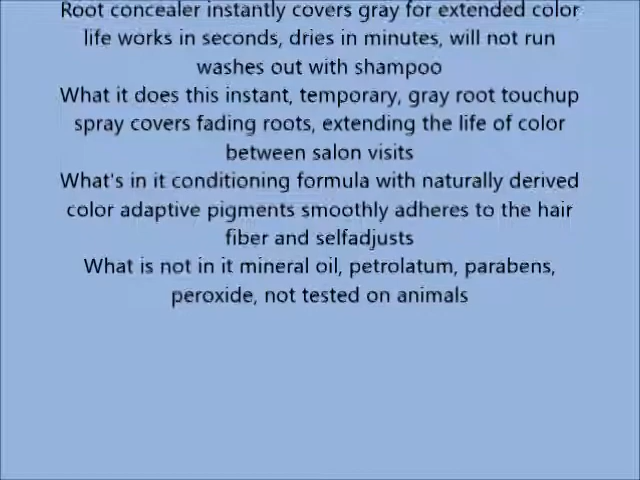 Root concealer instantly covers gray for extended color
life works in seconds, dries in minutes, will not run
washes out with shampoo
What it does this instant, temporary, gray root touchup
spray covers fading roots, extending the life of color
between salon visits
What's in it conditioning formula with naturally derived
color adaptive pigments smoothly adheres to the hair
fiber and selfadjusts
What is not in it mineral oil, petrolatum, parabens,
peroxide, not tested on animals